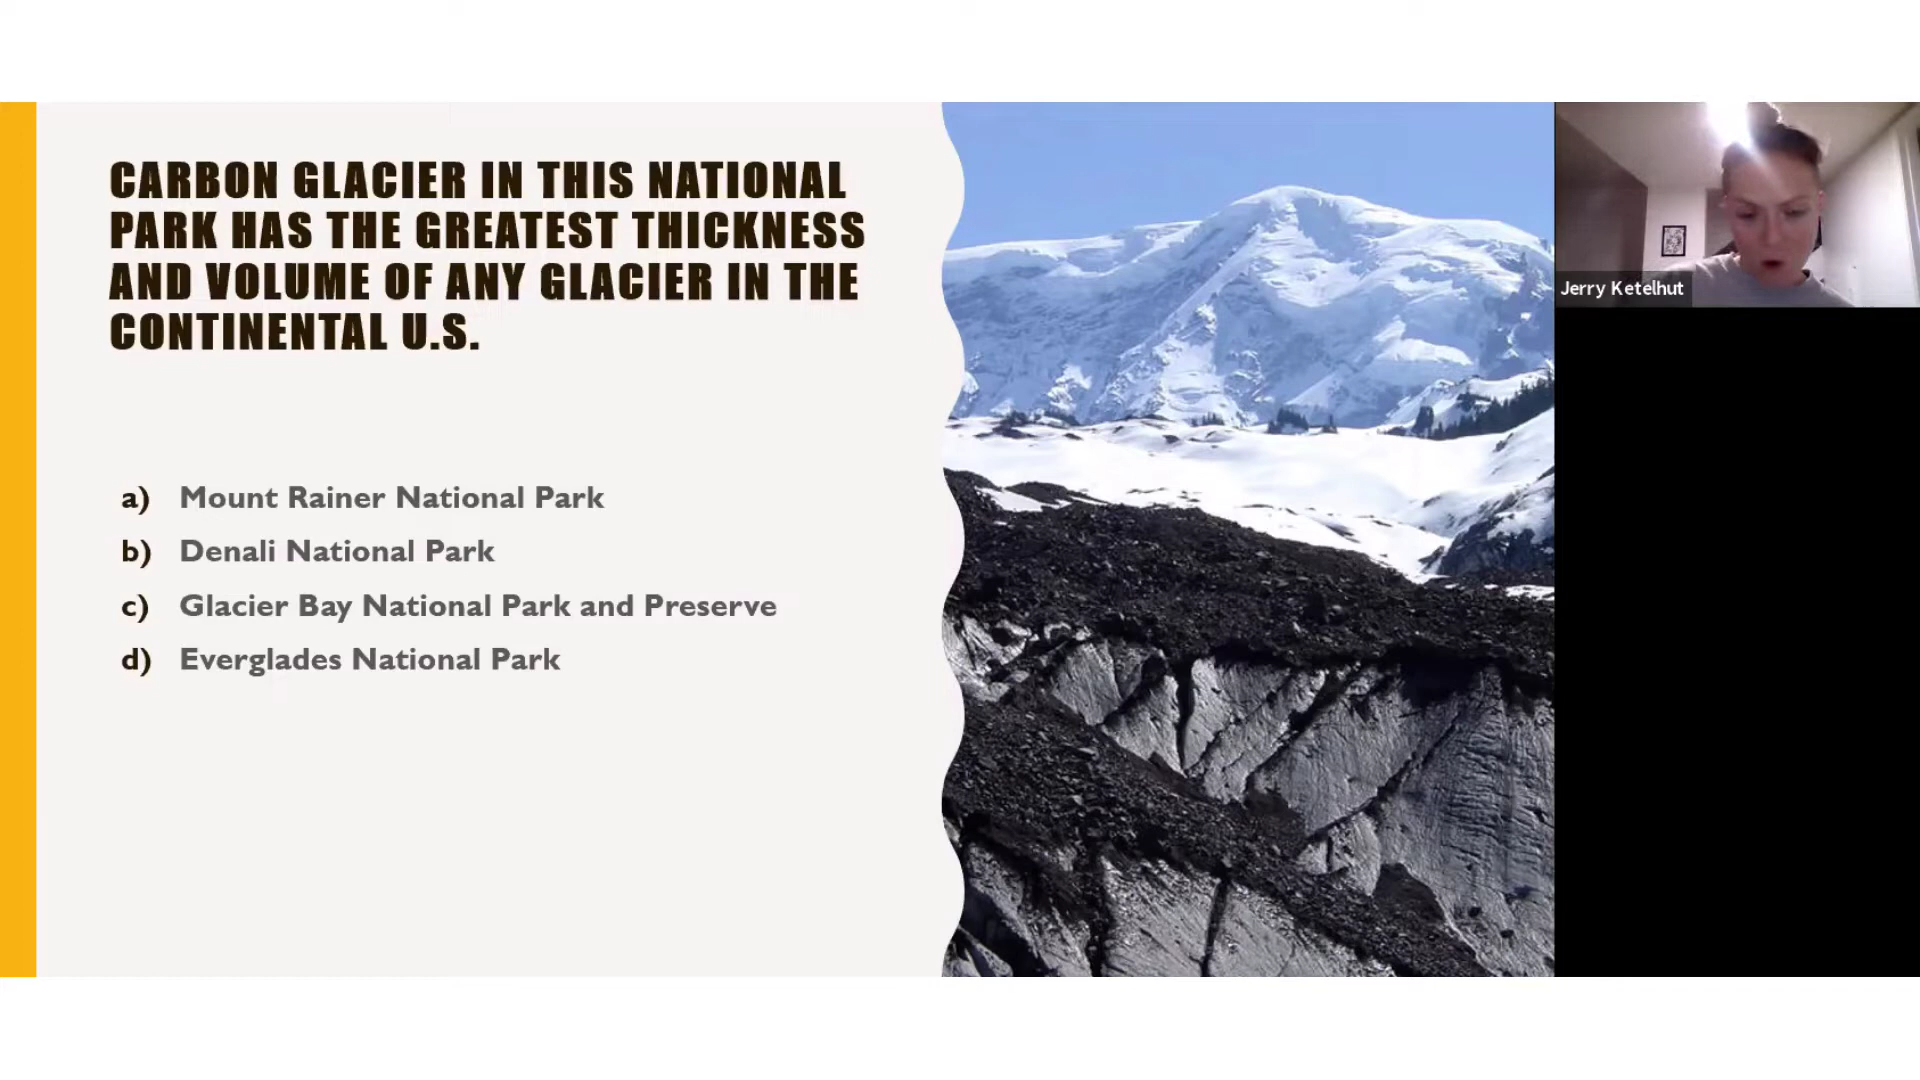 CARBON GLACIER IN THIS NATIONAL
PARK HAS THE GREATEST THICKNESS
AND VOLUME OF ANY GLACIER IN THE
CONTINENTAL U.S.
a) Mount Rainer National Park
b) Denali National Park
c) Glacier Bay National Park and Preserve
d) Everglades National Park
Jerry Ketelhut